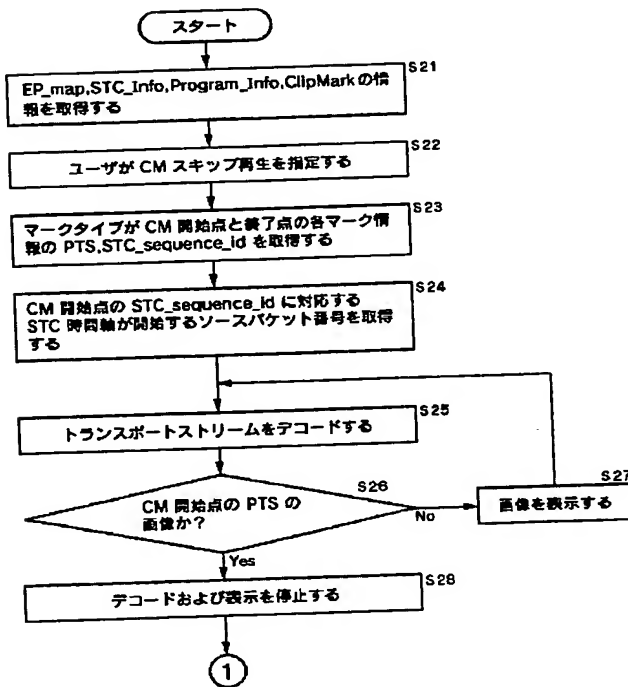 スタート
S21
EP_map,STC_Info,Program_Info,ClipMarkの情
報を取得する
S22
ユーザが CM スキップ再生を指定する
S23
マークタイプが CM 開始点と終了点の各マーク情
報の PTS,STC_sequence_id を取得する
S24
CM 開始点の STC_sequence_id に対応する
STC 時間軸が開始するソースパケット番号を取得
する
S25
トランスポートストリームをデコードする
S26
CM 開始点の PTS の
画像か?
No
S27
画像を表示する
Yes
S28
デコードおよび表示を停止する
1